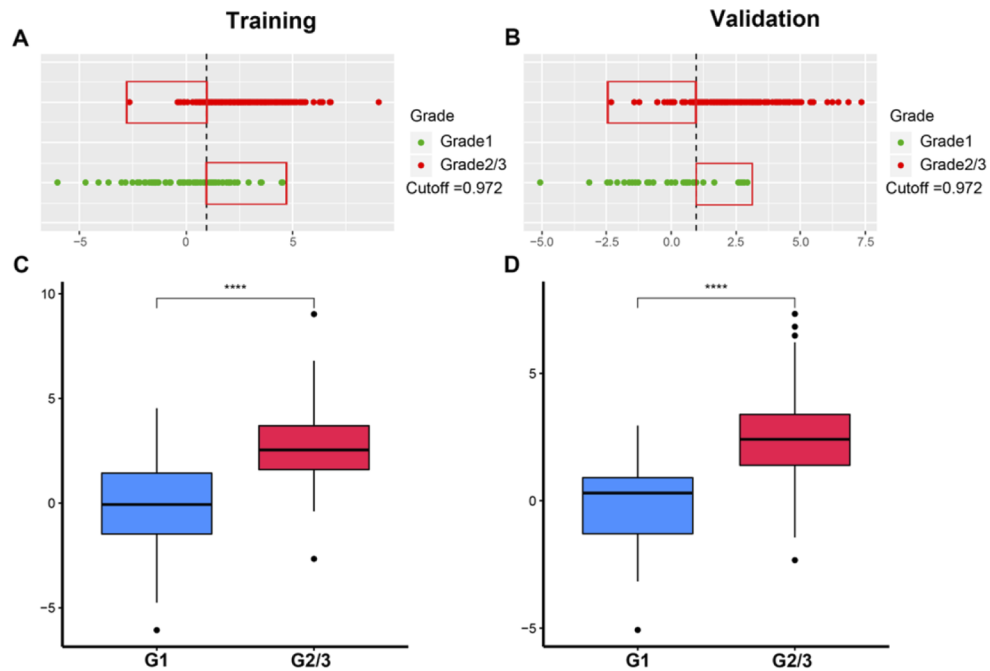 Training
Validation
A
B
Grade
Grade1
Grade2/3
Cutoff =0.972
Grade
Grade1
Grade2/3
Cutoff =0.972
−5
0
5
−5.0
−2.5
0.0
2.5
5.0
7.5
C
D
****
****
10
5
0
−5
5
0
−5
G1
G2/3
G1
G2/3